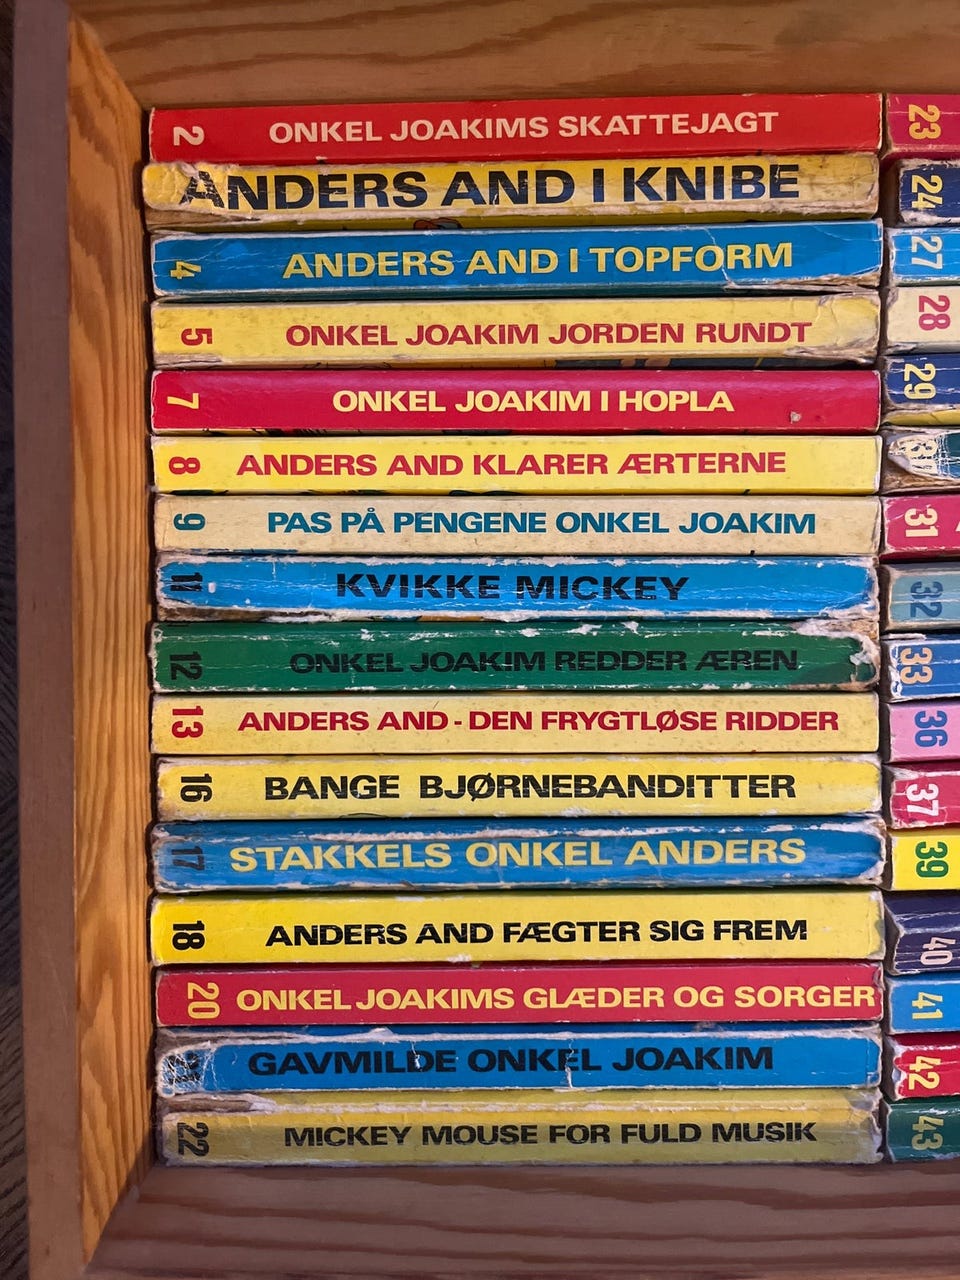 2 ONKEL JOAKIMS SKATTEJAGT
ANDERS AND I KNIBE
4 ANDERS AND I TOPFORM
5 ONKEL JOAKIM JORDEN RUNDT
7 ONKEL JOAKIM I HOPLA
8 ANDERS AND KLARER ÆRTERNE
9 PAS PÅ PENGENE ONKEL JOAKIM
11 KVIKKE MICKEY
12 ONKEL JOAKIM REDDER ÆREN
13 ANDERS AND - DEN FRYGTLØSE RIDDER
16 BANGE BJØRNEBANDITTER
17 STAKKELS ONKEL ANDERS
18 ANDERS AND FÆGTER SIG FREM
20 ONKEL JOAKIMS GLÆDER OG SORGER
GAVMILDE ONKEL JOAKIM
22 MICKEY MOUSE FOR FULD MUSIK
23
24
27
28
29
31
32
33
36
37
39
40
41
42
43